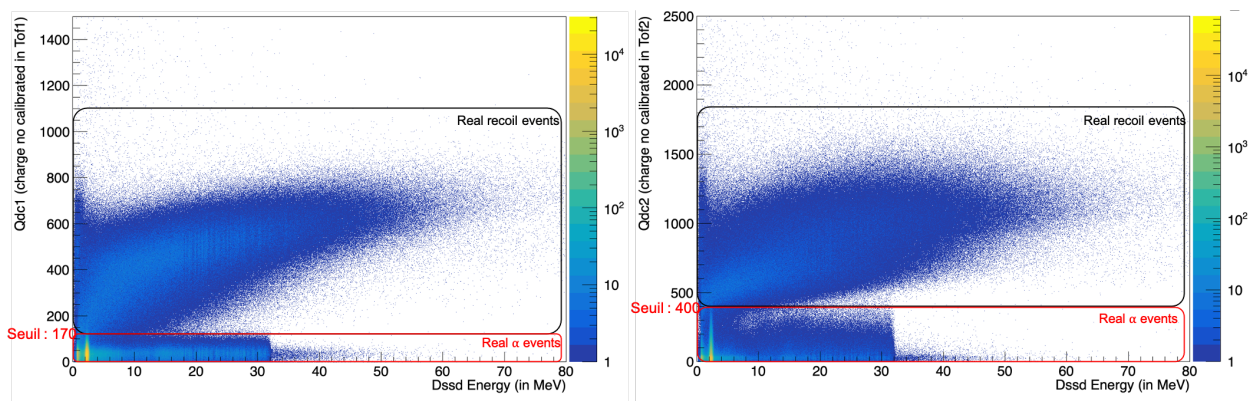 Qdc1 (charge no calibrated in Tof1)
1400
1200
1000
800
600
400
200
0
Seuil : 170
Real recoil events
Real α events
0 10 20 30 40 50 60 70 80
Dssd Energy (in MeV)
10⁴
10³
10²
10
1
Qdc2 (charge no calibrated in Tof2)
2500
2000
1500
1000
500
0
Seuil : 400
Real recoil events
Real α events
0 10 20 30 40 50 60 70 80
Dssd Energy (in MeV)
10⁴
10³
10²
10
1